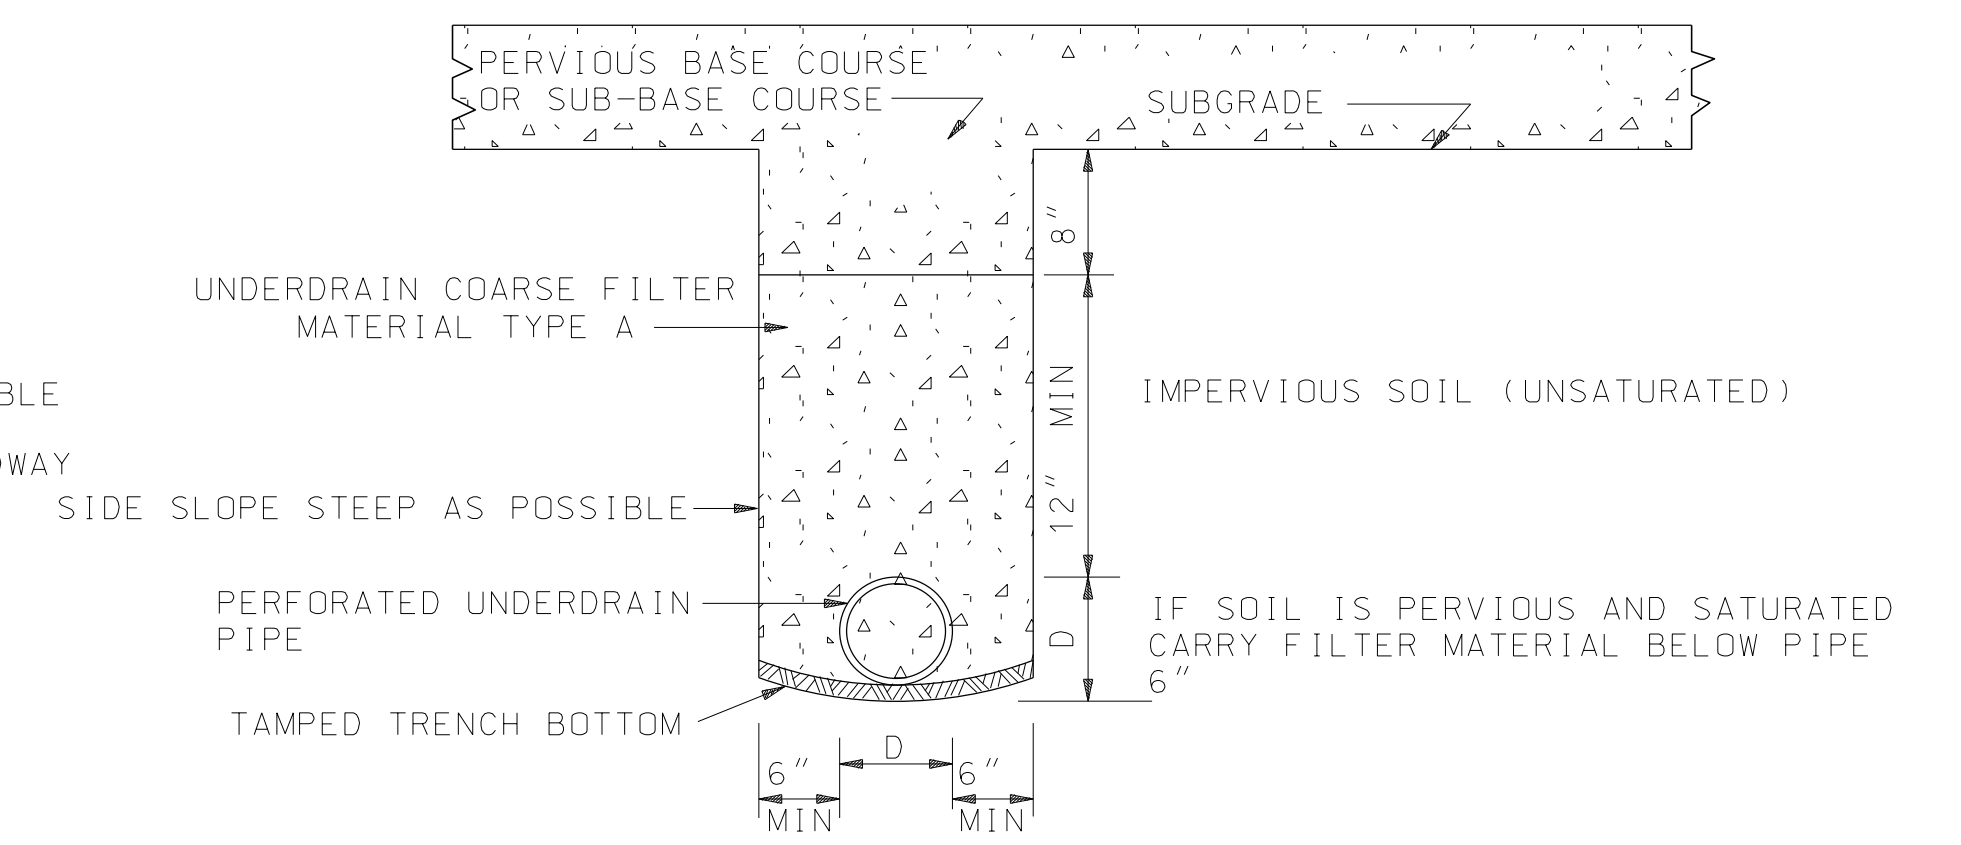 PERVIOUS BASE COURSE
OR SUB-BASE COURSE
SUBGRADE
8"
UNDERDRAIN COARSE FILTER
MATERIAL TYPE A
12" MIN
IMPERVIOUS SOIL (UNSATURATED)
BLE
WAY
SIDE SLOPE STEEP AS POSSIBLE
PERFORATED UNDERDRAIN
PIPE
D
IF SOIL IS PERVIOUS AND SATURATED
CARRY FILTER MATERIAL BELOW PIPE
6"
TAMPED TRENCH BOTTOM
D
6"
MIN
6"
MIN